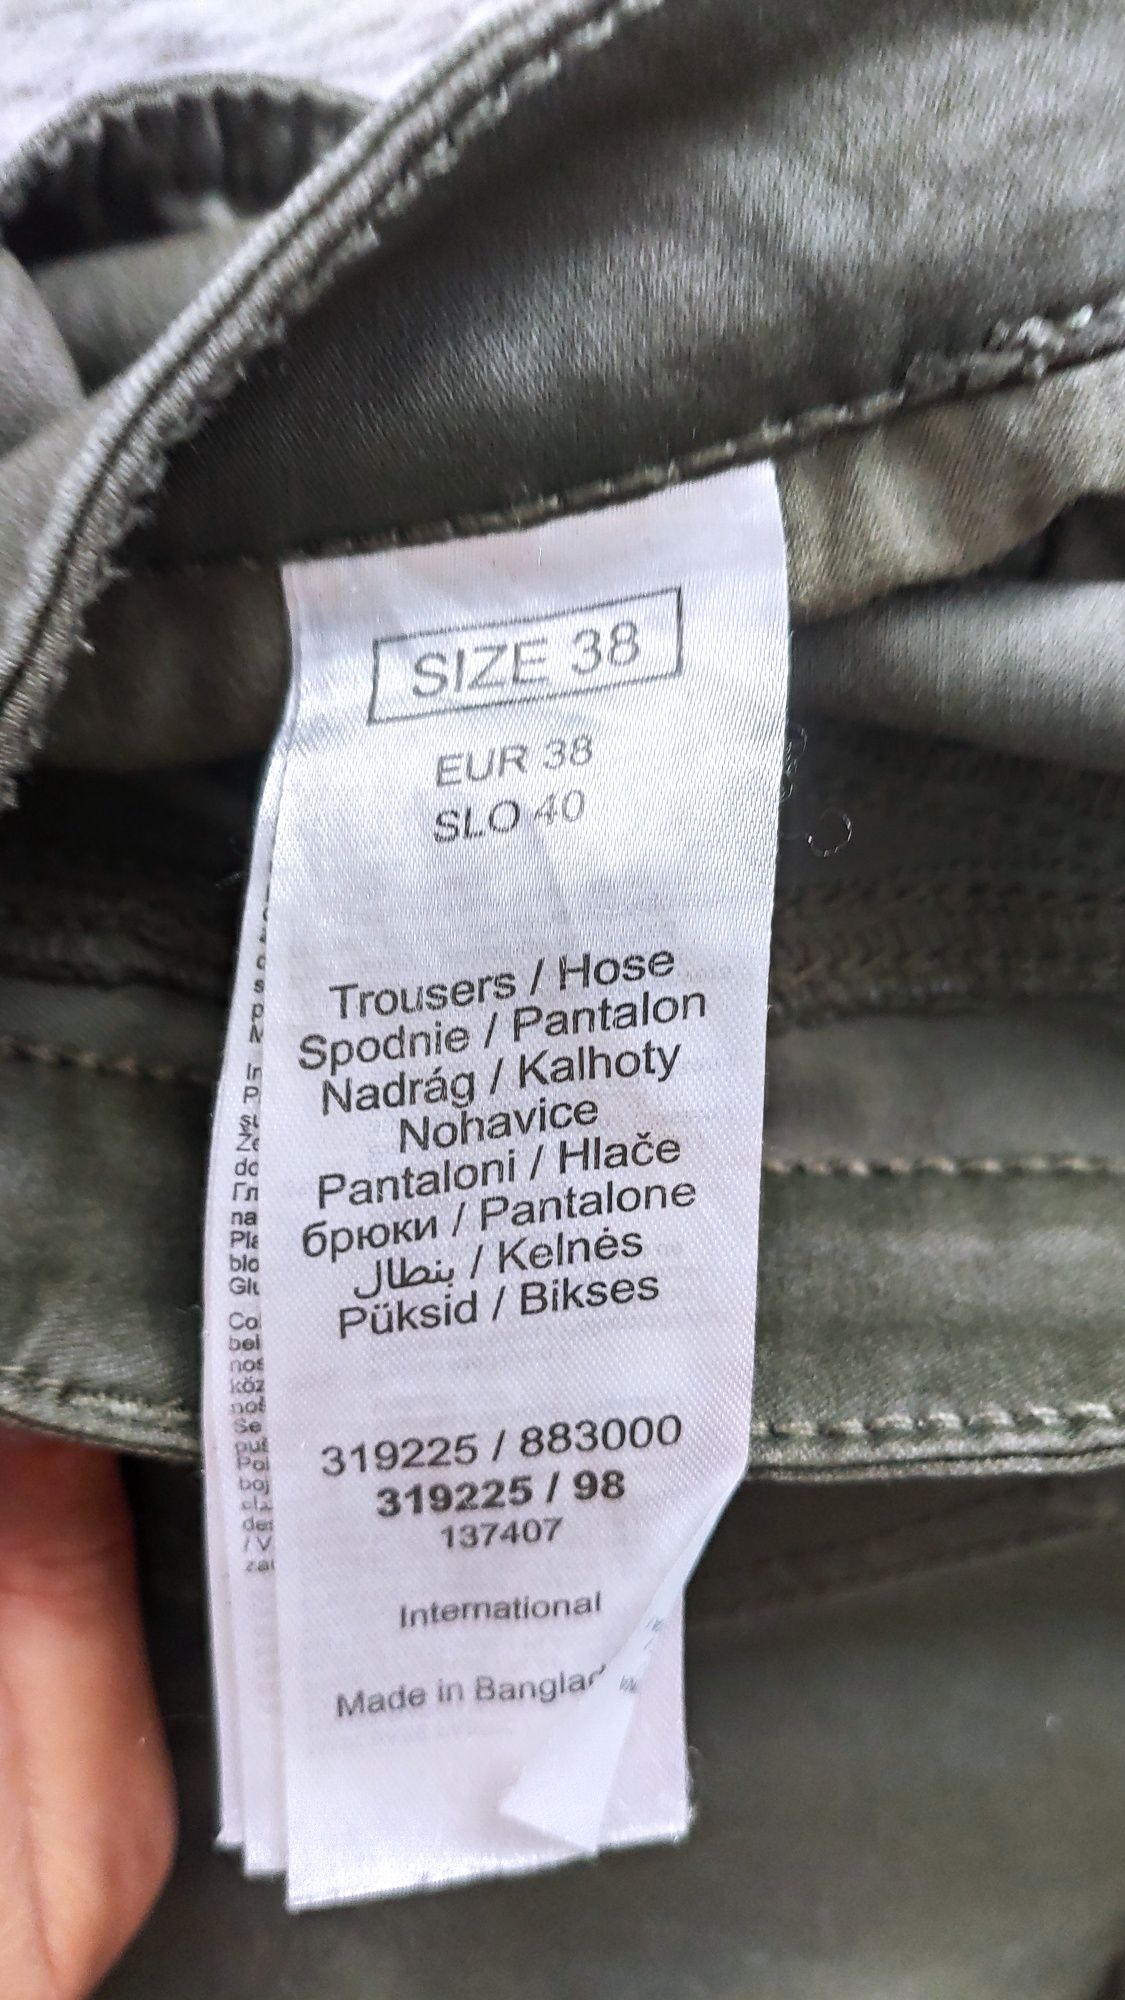 SIZE 38
EUR 38
SLO 40
Trousers / Hose
Spodnie / Pantalon
Nadrág / Kalhoty
Nohavice
Pantaloni / Hlače
брюки / Pantalone
بنطال / Kelnės
Püksid / Bikses
319225 / 883000
319225 / 98
137407
International
Made in